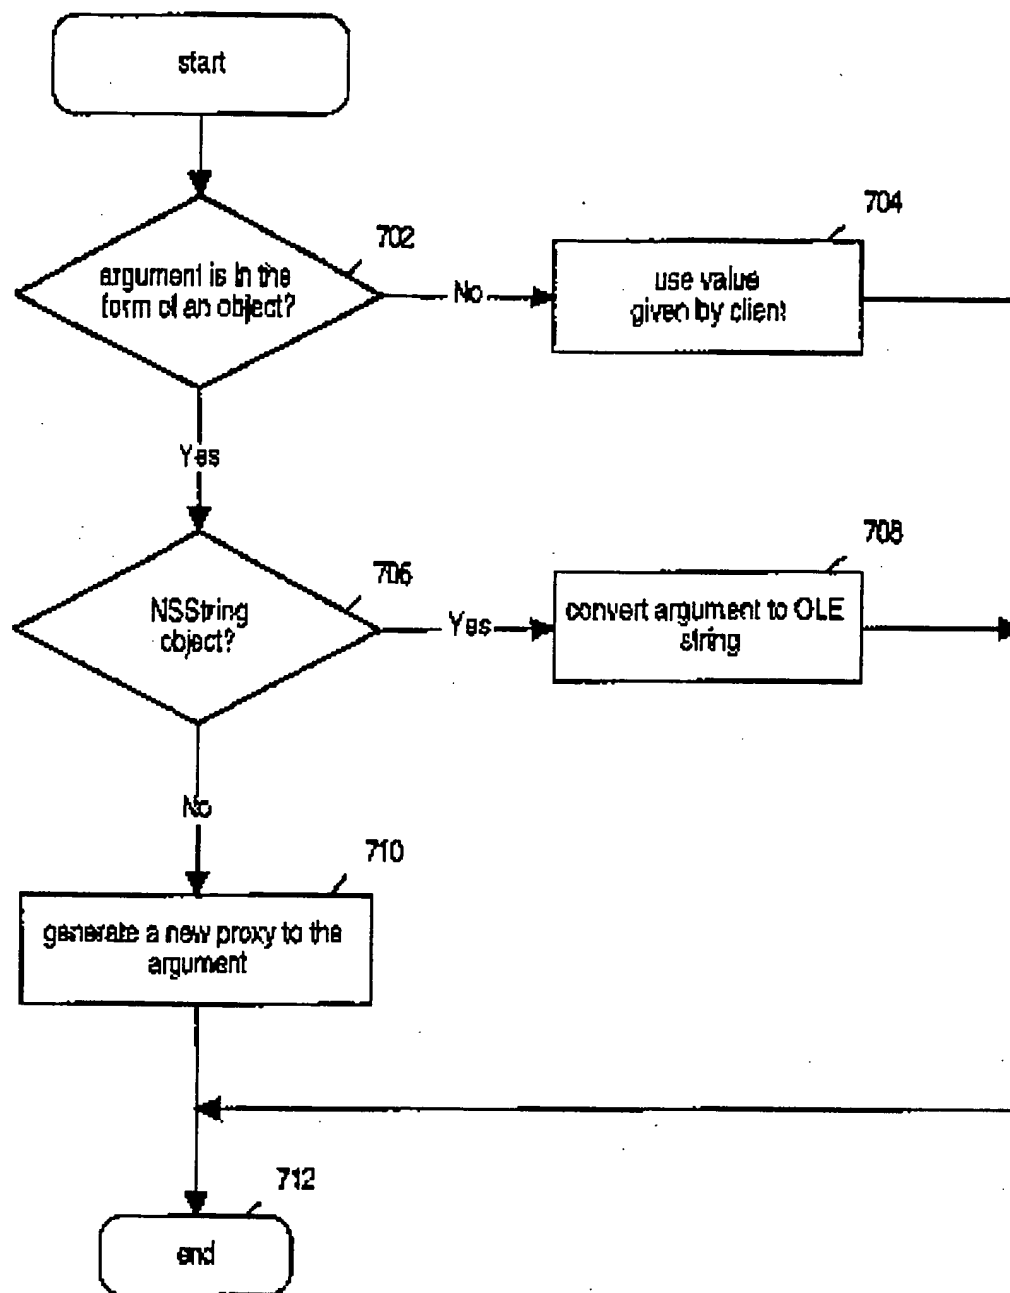 start
702
argument is in the
form of an object?
No
704
use value
given by client
Yes
706
NSString
object?
Yes
708
convert argument to OLE
string
No
710
generate a new proxy to the
argument
712
end